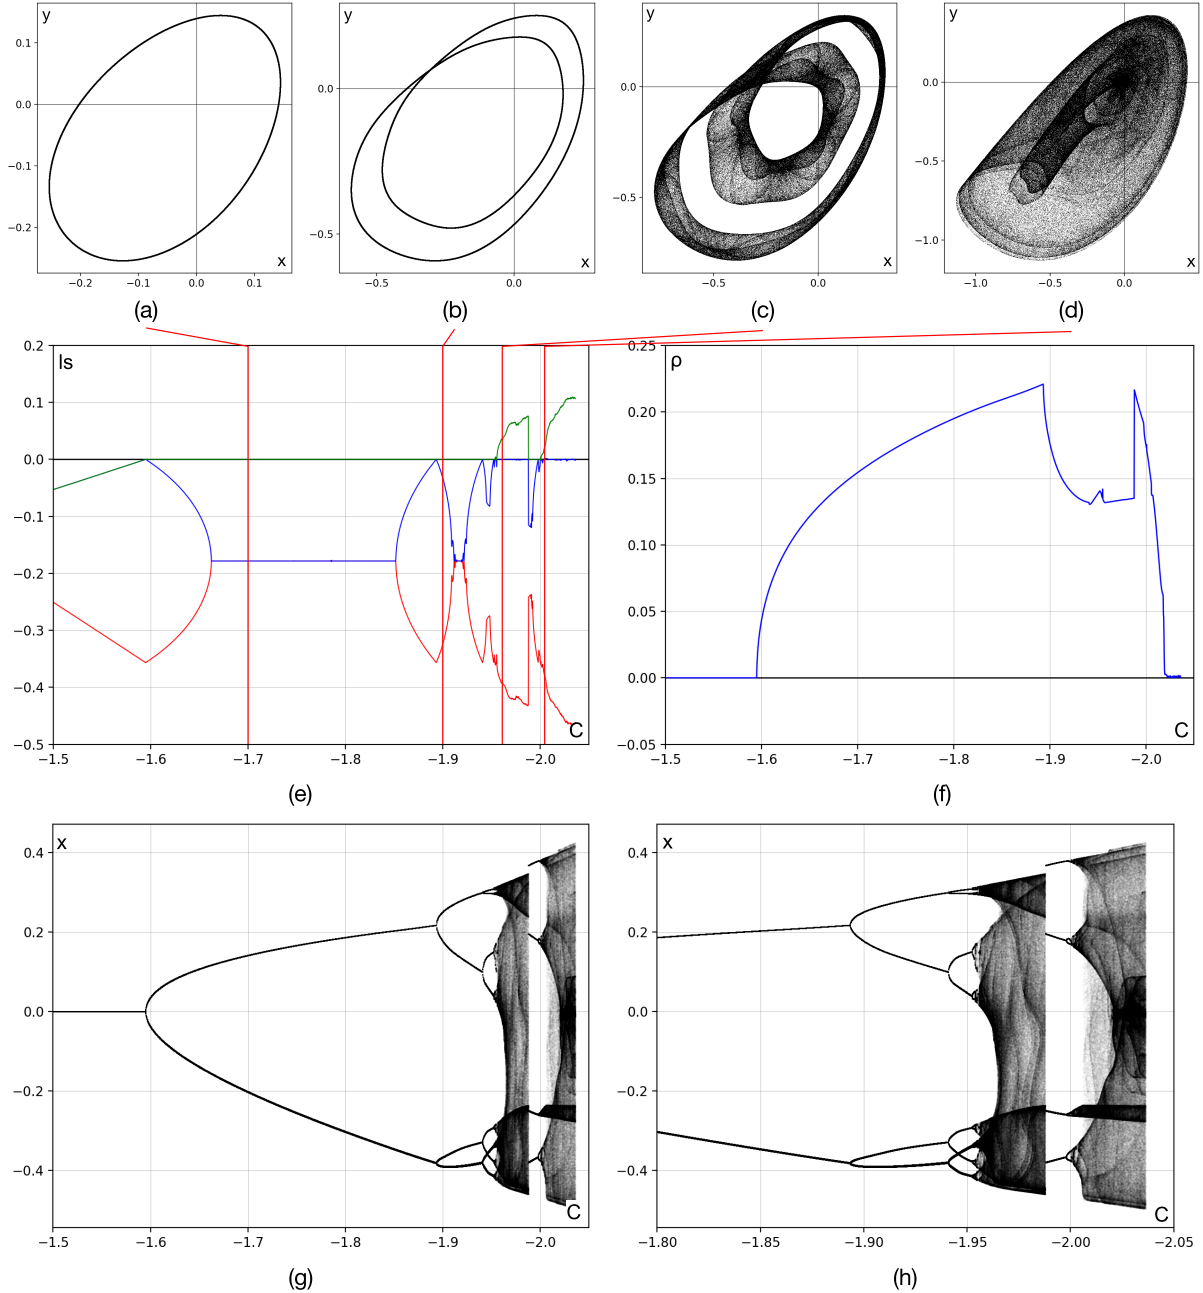 y
0.1
0.0
−0.1
−0.2
−0.2 −0.1 0.0 0.1
x
(a)
y
0.0
−0.5
−0.5 0.0
x
(b)
y
0.0
−0.5
−0.5 0.0
x
(c)
y
0.0
−0.5
−1.0
−1.0 −0.5 0.0
x
(d)
ls
0.2
0.1
0.0
−0.1
−0.2
−0.3
−0.4
−0.5
C
−1.5 −1.6 −1.7 −1.8 −1.9 −2.0
(e)
ρ
0.25
0.20
0.15
0.10
0.05
0.00
−0.05
C
−1.5 −1.6 −1.7 −1.8 −1.9 −2.0
(f)
x
0.4
0.2
0.0
−0.2
−0.4
C
−1.5 −1.6 −1.7 −1.8 −1.9 −2.0
(g)
x
0.4
0.2
0.0
−0.2
−0.4
C
−1.80 −1.85 −1.90 −1.95 −2.00 −2.05
(h)